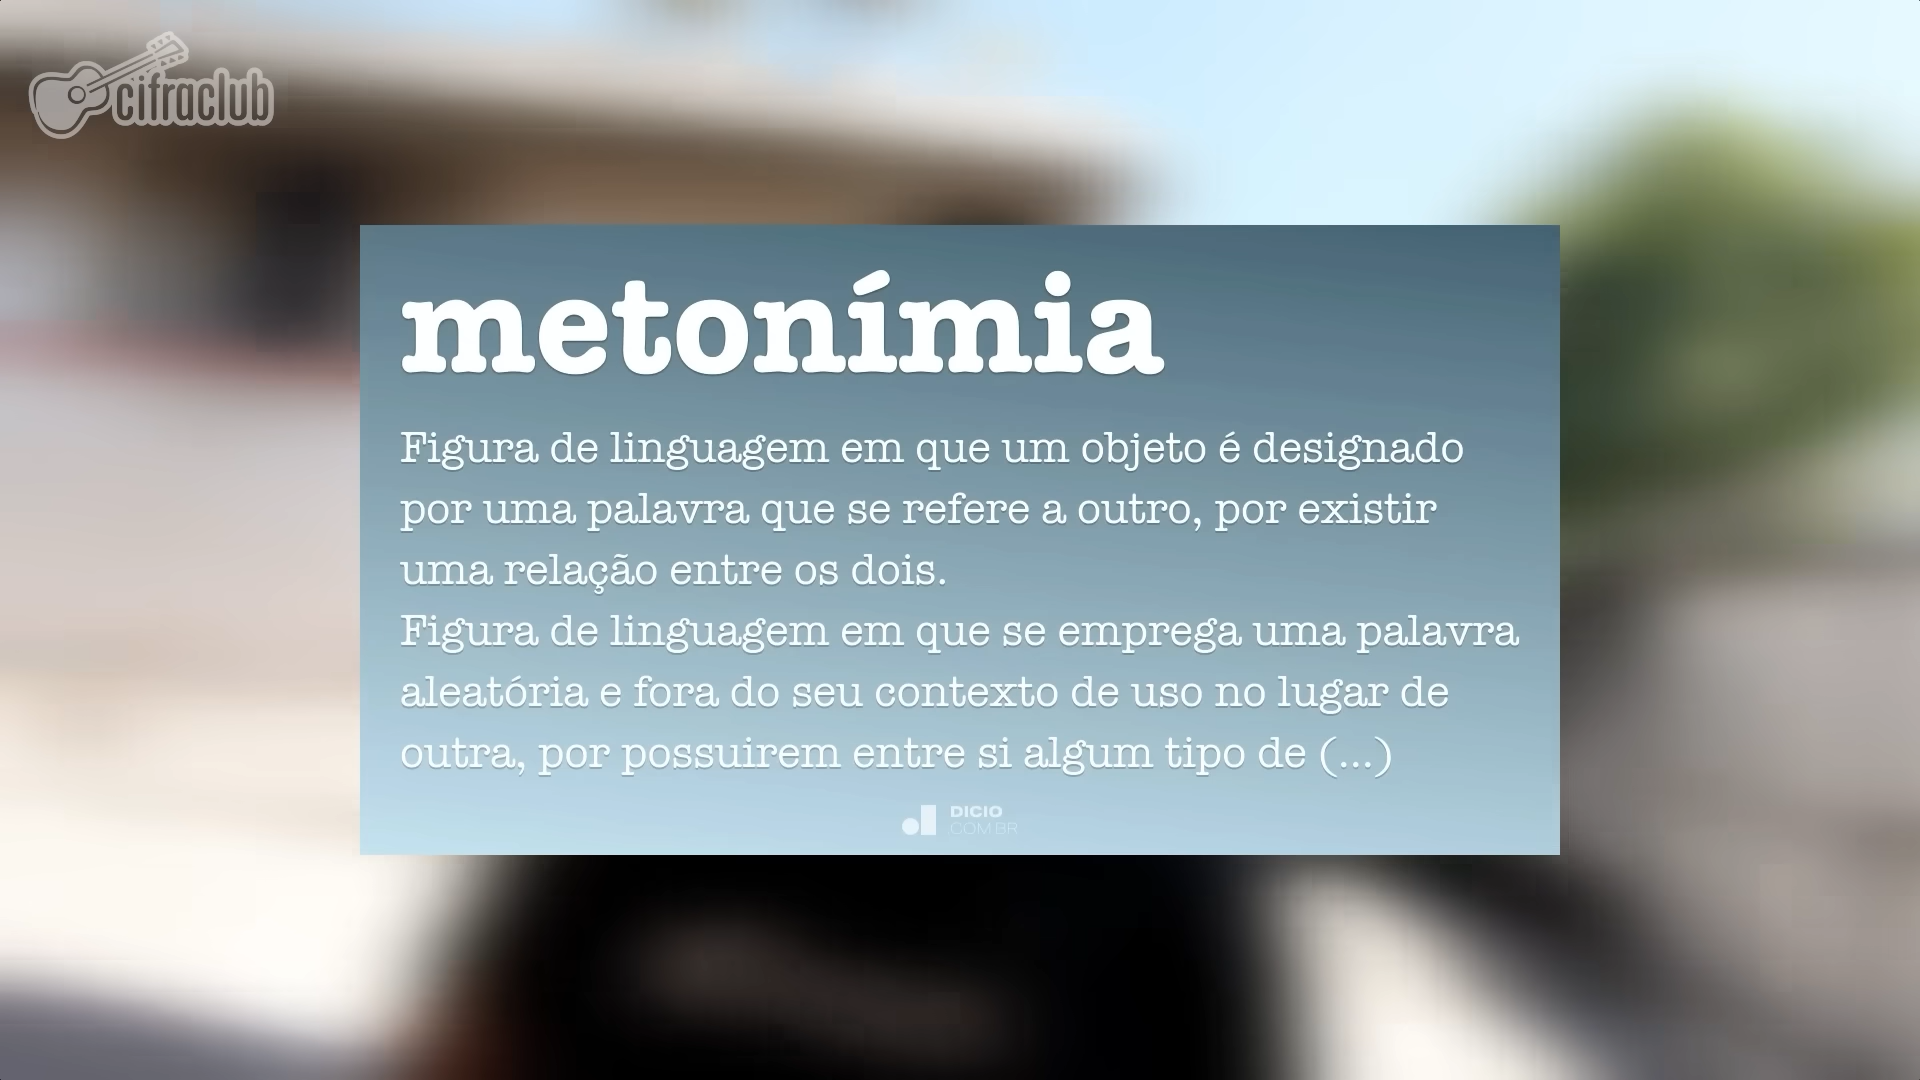 cifraclub
metonímia
Figura de linguagem em que um objeto é designado
por uma palavra que se refere a outro, por existir
uma relação entre os dois.
Figura de linguagem em que se emprega uma palavra
aleatória e fora do seu contexto de uso no lugar de
outra, por possuirem entre si algum tipo de (...)
DICIO
COM.BR